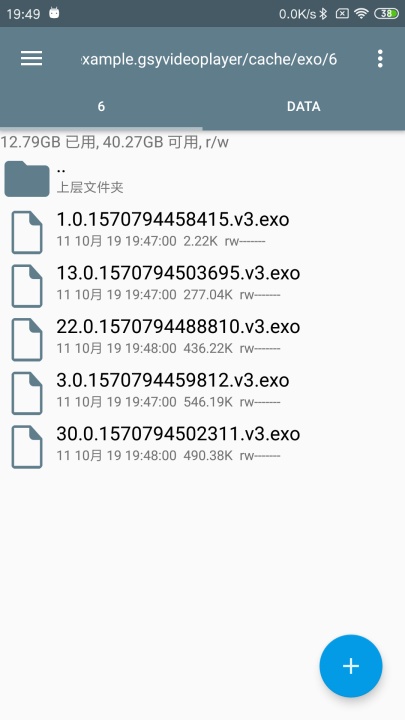 19:49
0.0K/s
38
example.gsyvideoplayer/cache/exo/6
6
DATA
12.79GB 已用, 40.27GB 可用, r/w
..
上层文件夹
1.0.1570794458415.v3.exo
11 10月 19 19:47:00 2.22K rw-------
13.0.1570794503695.v3.exo
11 10月 19 19:47:00 277.04K rw-------
22.0.1570794488810.v3.exo
11 10月 19 19:48:00 436.22K rw-------
3.0.1570794459812.v3.exo
11 10月 19 19:47:00 546.19K rw-------
30.0.1570794502311.v3.exo
11 10月 19 19:48:00 490.38K rw-------